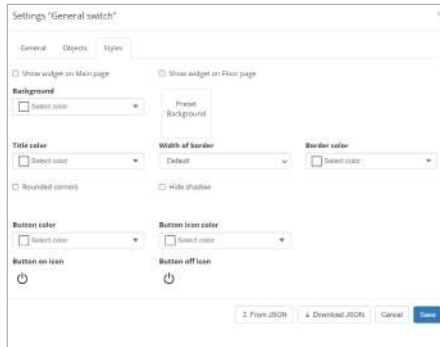 Settings "General switch"
General Objects Styles
Show widget on Main page Show widget on Floor page
Background
Select color
Preset
Background
Title color Width of border Border color
Select color Default Select color
Rounded corners Hide shadow
Button color Button icon color
Select color Select color
Button on icon Button off icon
From JSON Download JSON Cancel Save